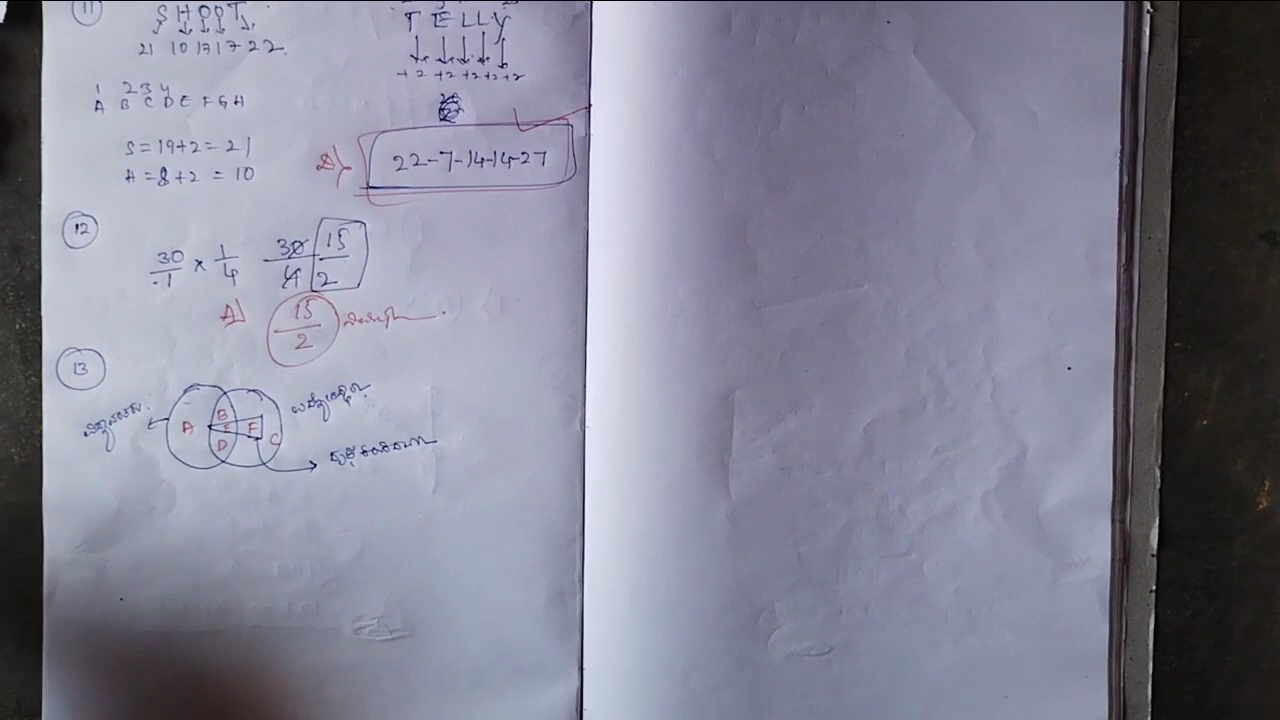 11
S H O O T
21 10 17 17 22
1 2 3 4
A B C D E F G H
S = 19+2 = 21
H = 8+2 = 10
T E L L Y
+2 +2 +2 +2 +2
D) 22-7-14-14-27
12
30/1 × 1/4 30/4 15/2
A) 15/2
13
A B E D F C